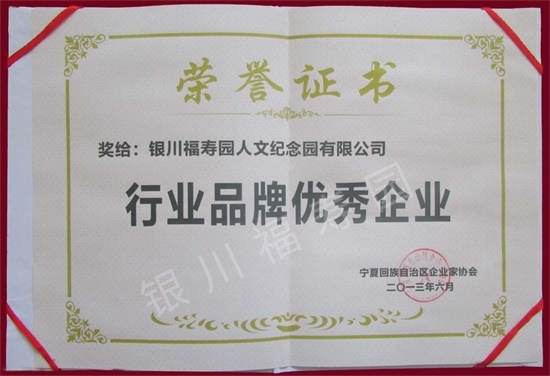 荣誉证书
奖给：银川福寿园人文纪念园有限公司
行业品牌优秀企业
宁夏回族自治区企业家协会
二〇一三年六月
银川福寿园